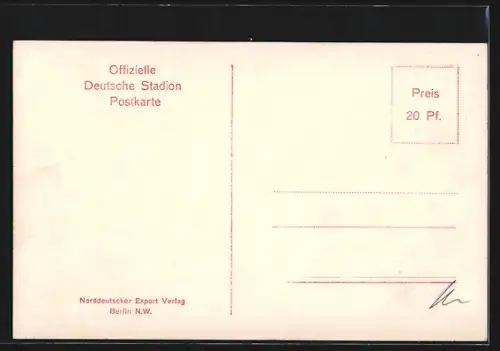 Offizielle
Deutsche Stadion
Postkarte
Preis
20 Pf.
Norddeutscher Export Verlag
Berlin N.W.